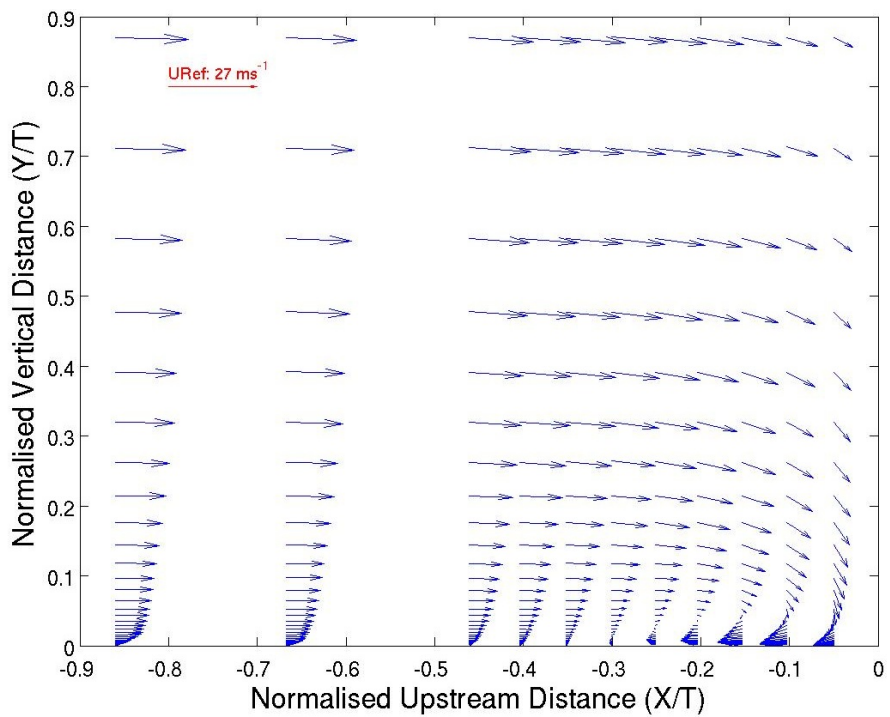 0.9
0.8
0.7
0.6
0.5
0.4
0.3
0.2
0.1
0
URef: 27 ms⁻¹
Normalised Vertical Distance (Y/T)
-0.9 -0.8 -0.7 -0.6 -0.5 -0.4 -0.3 -0.2 -0.1 0
Normalised Upstream Distance (X/T)